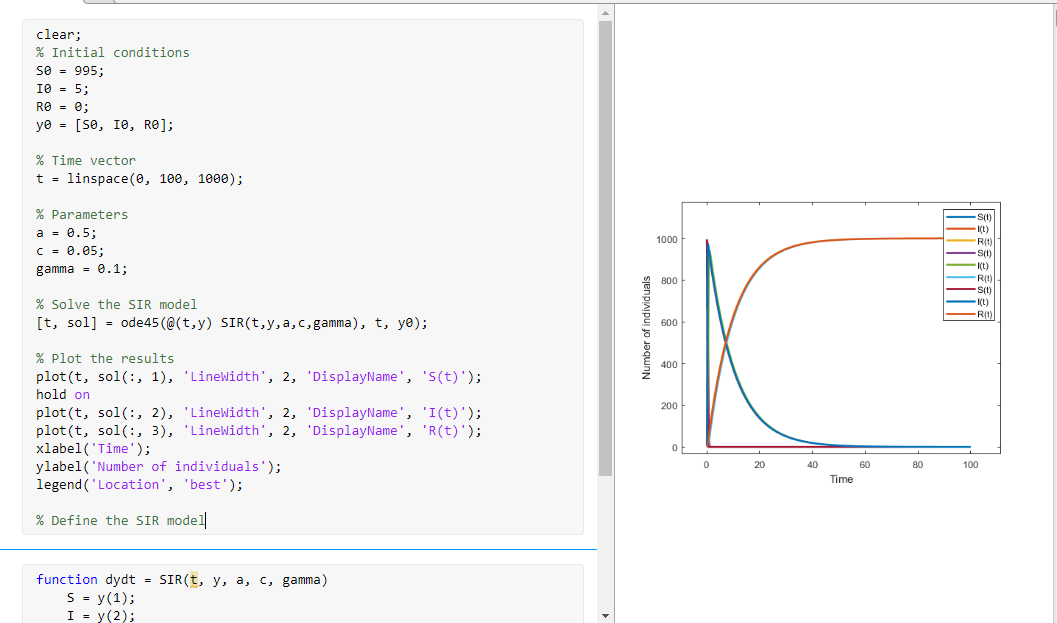 clear;
% Initial conditions
S0 = 995;
I0 = 5;
R0 = 0;
y0 = [S0, I0, R0];
% Time vector
t = linspace(0, 100, 1000);
% Parameters
a = 0.5;
c = 0.05;
gamma = 0.1;
% Solve the SIR model
[t, sol] = ode45(@(t,y) SIR(t,y,a,c,gamma), t, y0);
% Plot the results
plot(t, sol(:, 1), 'LineWidth', 2, 'DisplayName', 'S(t)');
hold on
plot(t, sol(:, 2), 'LineWidth', 2, 'DisplayName', 'I(t)');
plot(t, sol(:, 3), 'LineWidth', 2, 'DisplayName', 'R(t)');
xlabel('Time');
ylabel('Number of individuals');
legend('Location', 'best');
% Define the SIR model
function dydt = SIR(t, y, a, c, gamma)
S = y(1);
I = y(2);
Number of individuals
1000
800
600
400
200
0
0 20 40 60 80 100
Time
S(t)
I(t)
R(t)
S(t)
I(t)
R(t)
S(t)
I(t)
R(t)